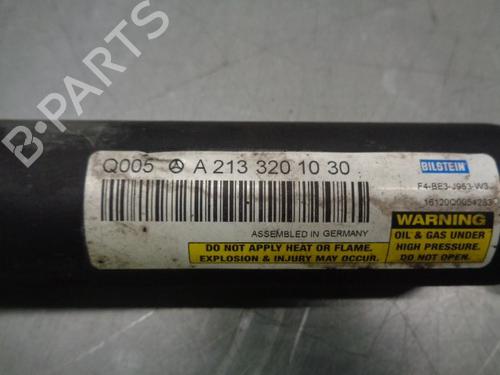 B-PARTS
Q005 A 213 320 10 30
BILSTEIN
F4-BE3-J963-W3
16120Q0054283
ASSEMBLED IN GERMANY
DO NOT APPLY HEAT OR FLAME.
EXPLOSION & INJURY MAY OCCUR.
WARNING
OIL & GAS UNDER
HIGH PRESSURE.
DO NOT OPEN.